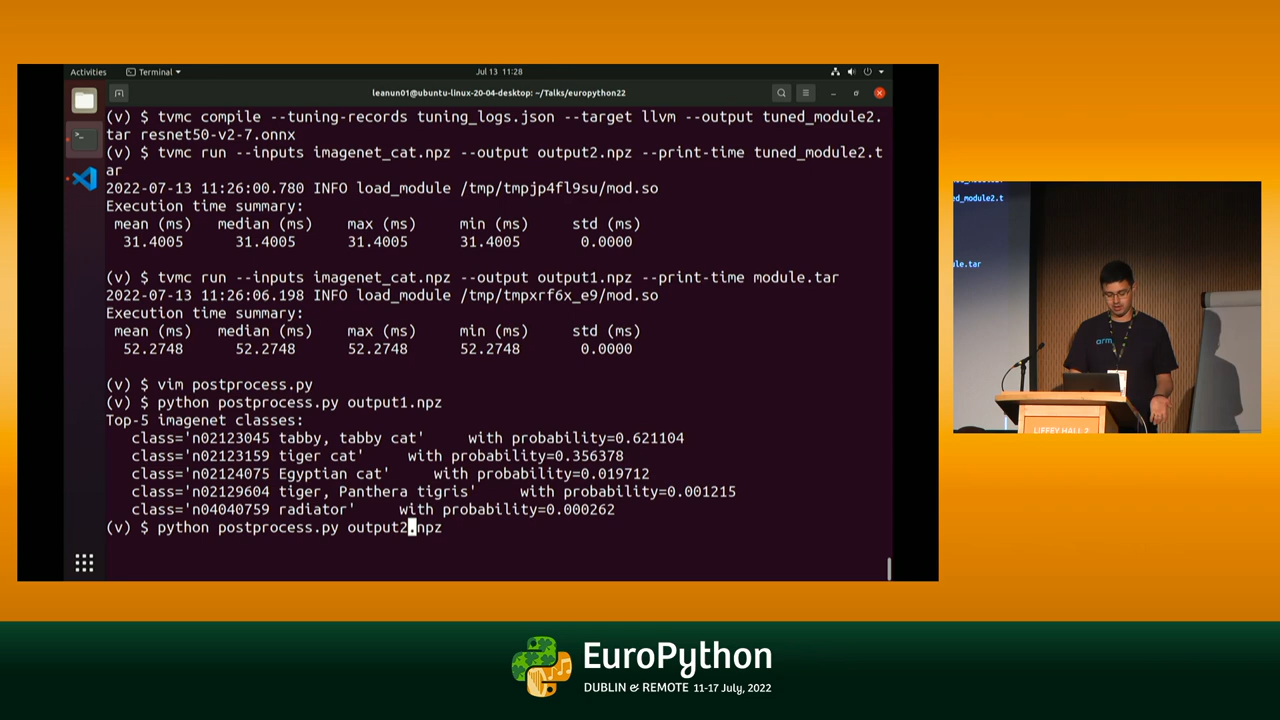 Activities
Terminal
Jul 13 11:28
leanun01@ubuntu-linux-20-04-desktop: ~/Talks/europython22
(v) $ tvmc compile --tuning-records tuning_logs.json --target llvm --output tuned_module2.
tar resnet50-v2-7.onnx
(v) $ tvmc run --inputs imagenet_cat.npz --output output2.npz --print-time tuned_module2.t
ar
2022-07-13 11:26:00.780 INFO load_module /tmp/tmpjp4fl9su/mod.so
Execution time summary:
mean (ms) median (ms) max (ms) min (ms) std (ms)
31.4005 31.4005 31.4005 31.4005 0.0000
(v) $ tvmc run --inputs imagenet_cat.npz --output output1.npz --print-time module.tar
2022-07-13 11:26:06.198 INFO load_module /tmp/tmpxrf6x_e9/mod.so
Execution time summary:
mean (ms) median (ms) max (ms) min (ms) std (ms)
52.2748 52.2748 52.2748 52.2748 0.0000
(v) $ vim postprocess.py
(v) $ python postprocess.py output1.npz
Top-5 imagenet classes:
class='n02123045 tabby, tabby cat' with probability=0.621104
class='n02123159 tiger cat' with probability=0.356378
class='n02124075 Egyptian cat' with probability=0.019712
class='n02129604 tiger, Panthera tigris' with probability=0.001215
class='n04040759 radiator' with probability=0.000262
(v) $ python postprocess.py output2.npz
ed_module2.t
le.tar
arm
LIFFEY HALL 2
EuroPython
DUBLIN & REMOTE 11-17 July, 2022